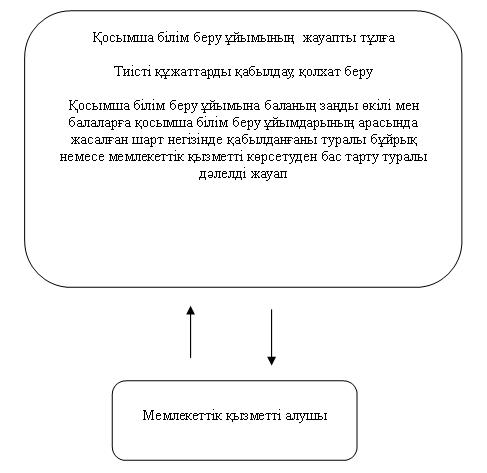 Қосымша білім беру ұйымының жауапты тұлға
Тиісті құжаттарды қабылдау, қолхат беру
Қосымша білім беру ұйымына баланың заңды өкілі мен
балаларға қосымша білім беру ұйымдарының арасында
жасалған шарт негізінде қабылданғаны туралы бұйрық
немесе мемлекеттік қызметті көрсетуден бас тарту туралы
дәлелді жауап
Мемлекеттік қызметті алушы